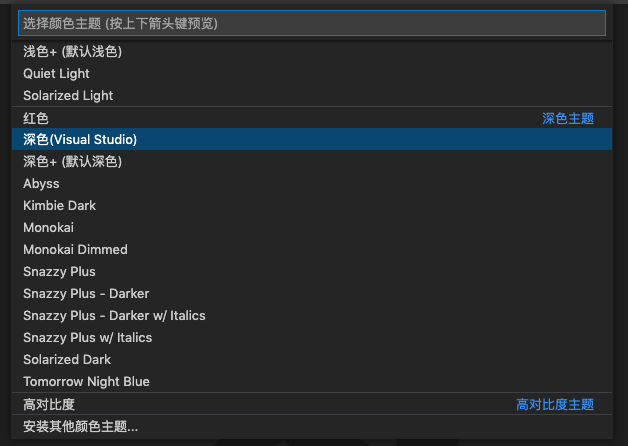 选择颜色主题 (按上下箭头键预览)
浅色+ (默认浅色)
Quiet Light
Solarized Light
红色 深色主题
深色(Visual Studio)
深色+ (默认深色)
Abyss
Kimbie Dark
Monokai
Monokai Dimmed
Snazzy Plus
Snazzy Plus - Darker
Snazzy Plus - Darker w/ Italics
Snazzy Plus w/ Italics
Solarized Dark
Tomorrow Night Blue
高对比度 高对比度主题
安装其他颜色主题...